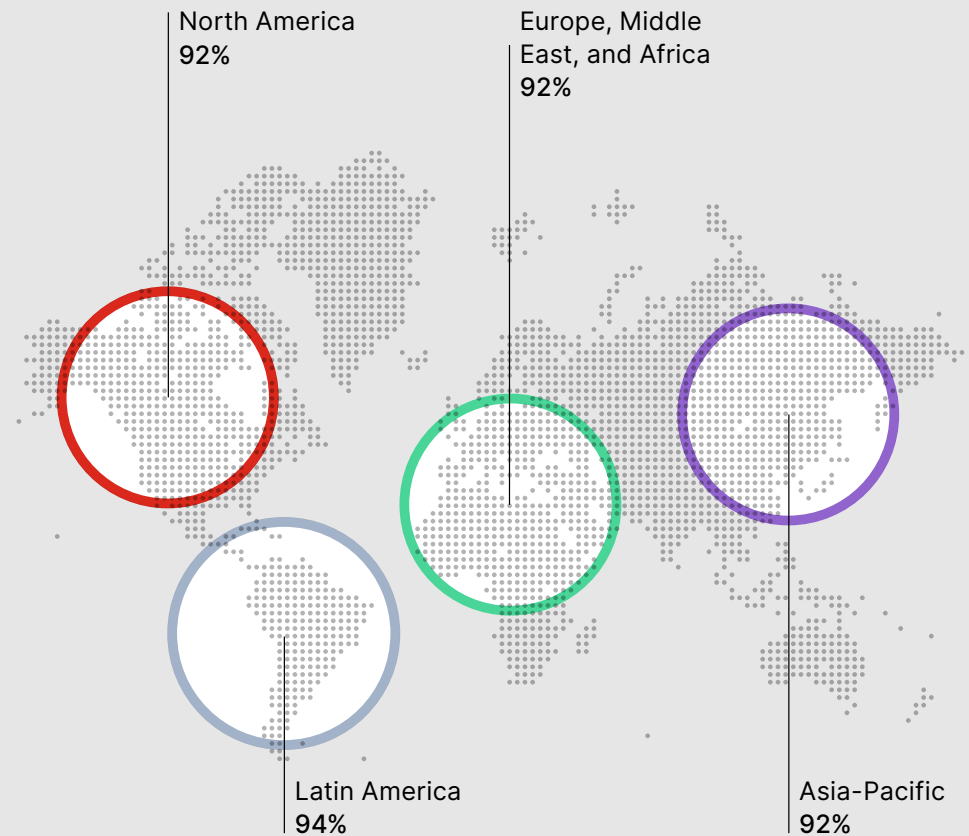 North America
92%
Europe, Middle
East, and Africa
92%
Latin America
94%
Asia-Pacific
92%